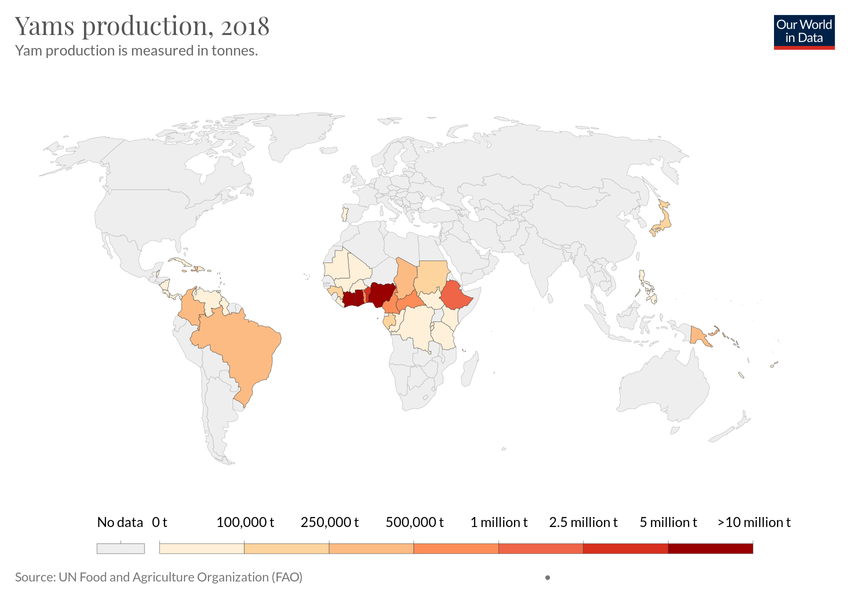 Yams production, 2018
Our World
in Data
Yam production is measured in tonnes.
No data 0 t 100,000 t 250,000 t 500,000 t 1 million t 2.5 million t 5 million t >10 million t
Source: UN Food and Agriculture Organization (FAO)